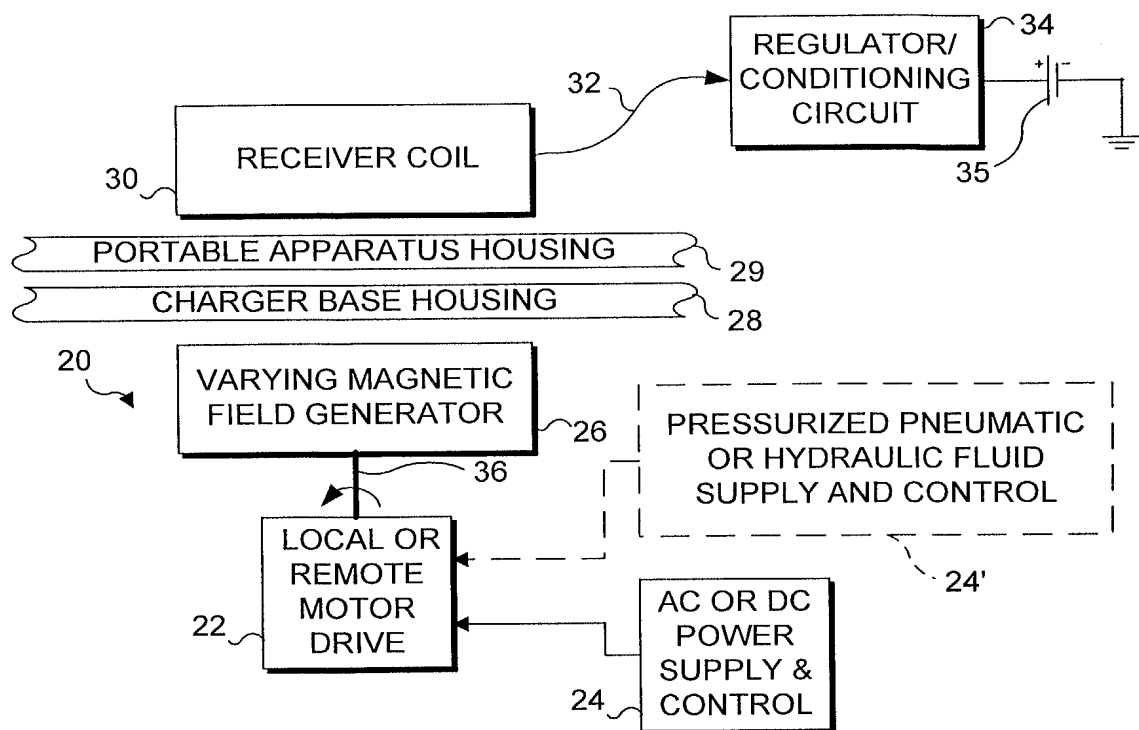 34
REGULATOR/
CONDITIONING
CIRCUIT
+ -
32
35
RECEIVER COIL
30
PORTABLE APPARATUS HOUSING
29
CHARGER BASE HOUSING
28
20
VARYING MAGNETIC
FIELD GENERATOR
26
36
PRESSURIZED PNEUMATIC
OR HYDRAULIC FLUID
SUPPLY AND CONTROL
24'
LOCAL OR
REMOTE
MOTOR
DRIVE
22
AC OR DC
POWER
SUPPLY &
CONTROL
24